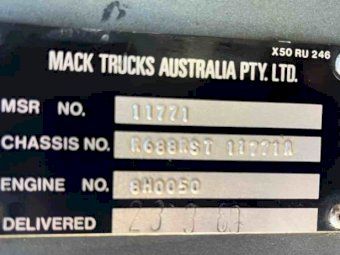 X50 RU 246
MACK TRUCKS AUSTRALIA PTY. LTD.
MSR NO. 11771
CHASSIS NO. R688RST 11771A
ENGINE NO. 8H0050
DELIVERED 23 3 87